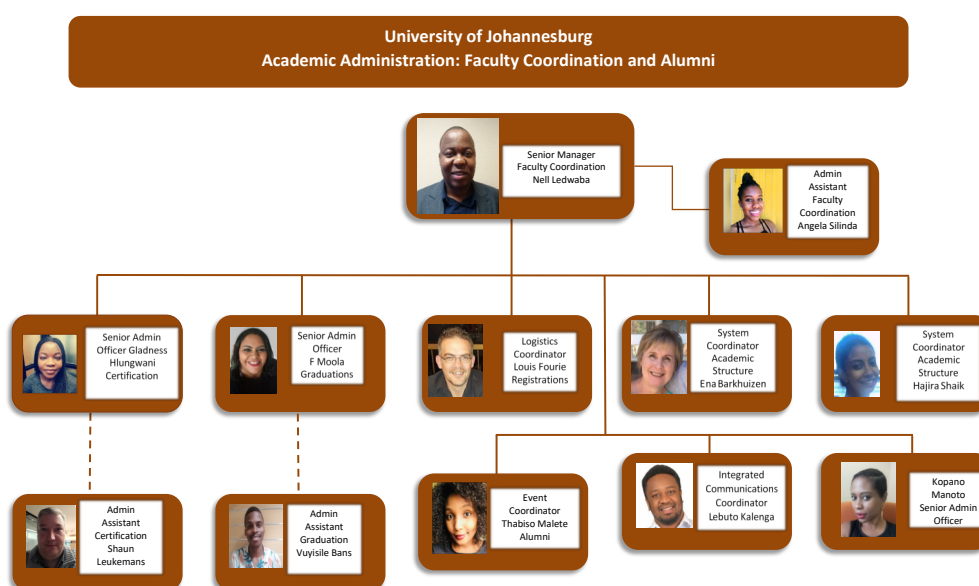 University of Johannesburg
Academic Administration: Faculty Coordination and Alumni
Senior Manager
Faculty Coordination
Nell Ledwaba
Admin
Assistant
Faculty
Coordination
Angela Silinda
Senior Admin
Officer Gladness
Hlungwani
Certification
Senior Admin
Officer
F Moola
Graduations
Logistics
Coordinator
Louis Fourie
Registrations
System
Coordinator
Academic
Structure
Ena Barkhuizen
System
Coordinator
Academic
Structure
Hajira Shaik
Admin
Assistant
Certification
Shaun
Leukemans
Admin
Assistant
Graduation
Vuyisile Bans
Event
Coordinator
Thabiso Malete
Alumni
Integrated
Communications
Coordinator
Lebuto Kalenga
Kopano
Manoto
Senior Admin
Officer